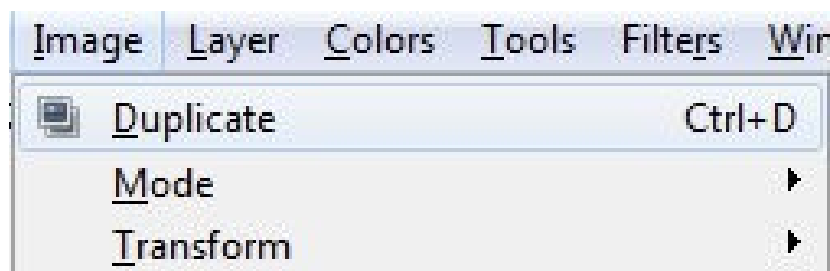 Image Layer Colors Tools Filters
Duplicate Ctrl+D
Mode
Transform